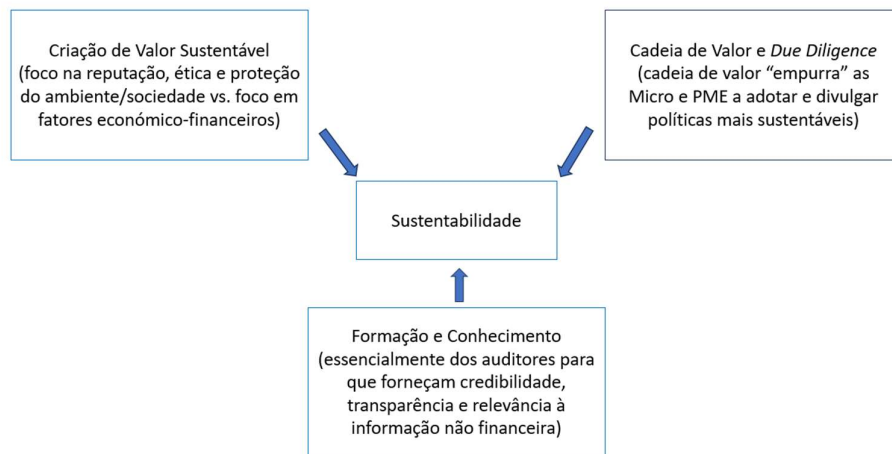 Criação de Valor Sustentável
(foco na reputação, ética e proteção
do ambiente/sociedade vs. foco em
fatores económico-financeiros)
Cadeia de Valor e Due Diligence
(cadeia de valor “empurra” as
Micro e PME a adotar e divulgar
políticas mais sustentáveis)
Sustentabilidade
Formação e Conhecimento
(essencialmente dos auditores para
que forneçam credibilidade,
transparência e relevância à
informação não financeira)